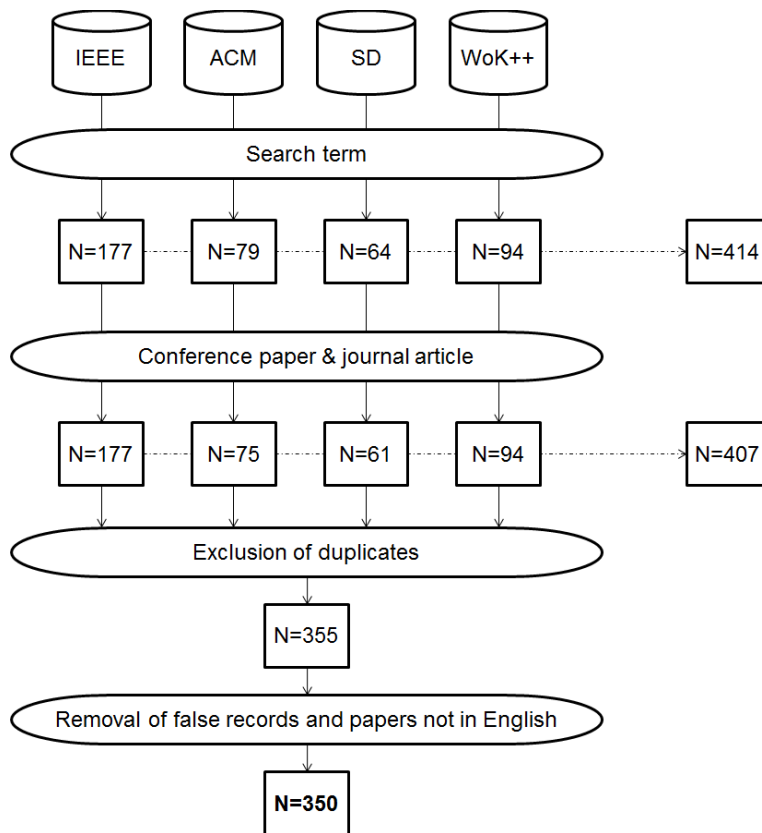 IEEE
ACM
SD
WoK++
Search term
N=177
N=79
N=64
N=94
N=414
Conference paper & journal article
N=177
N=75
N=61
N=94
N=407
Exclusion of duplicates
N=355
Removal of false records and papers not in English
N=350